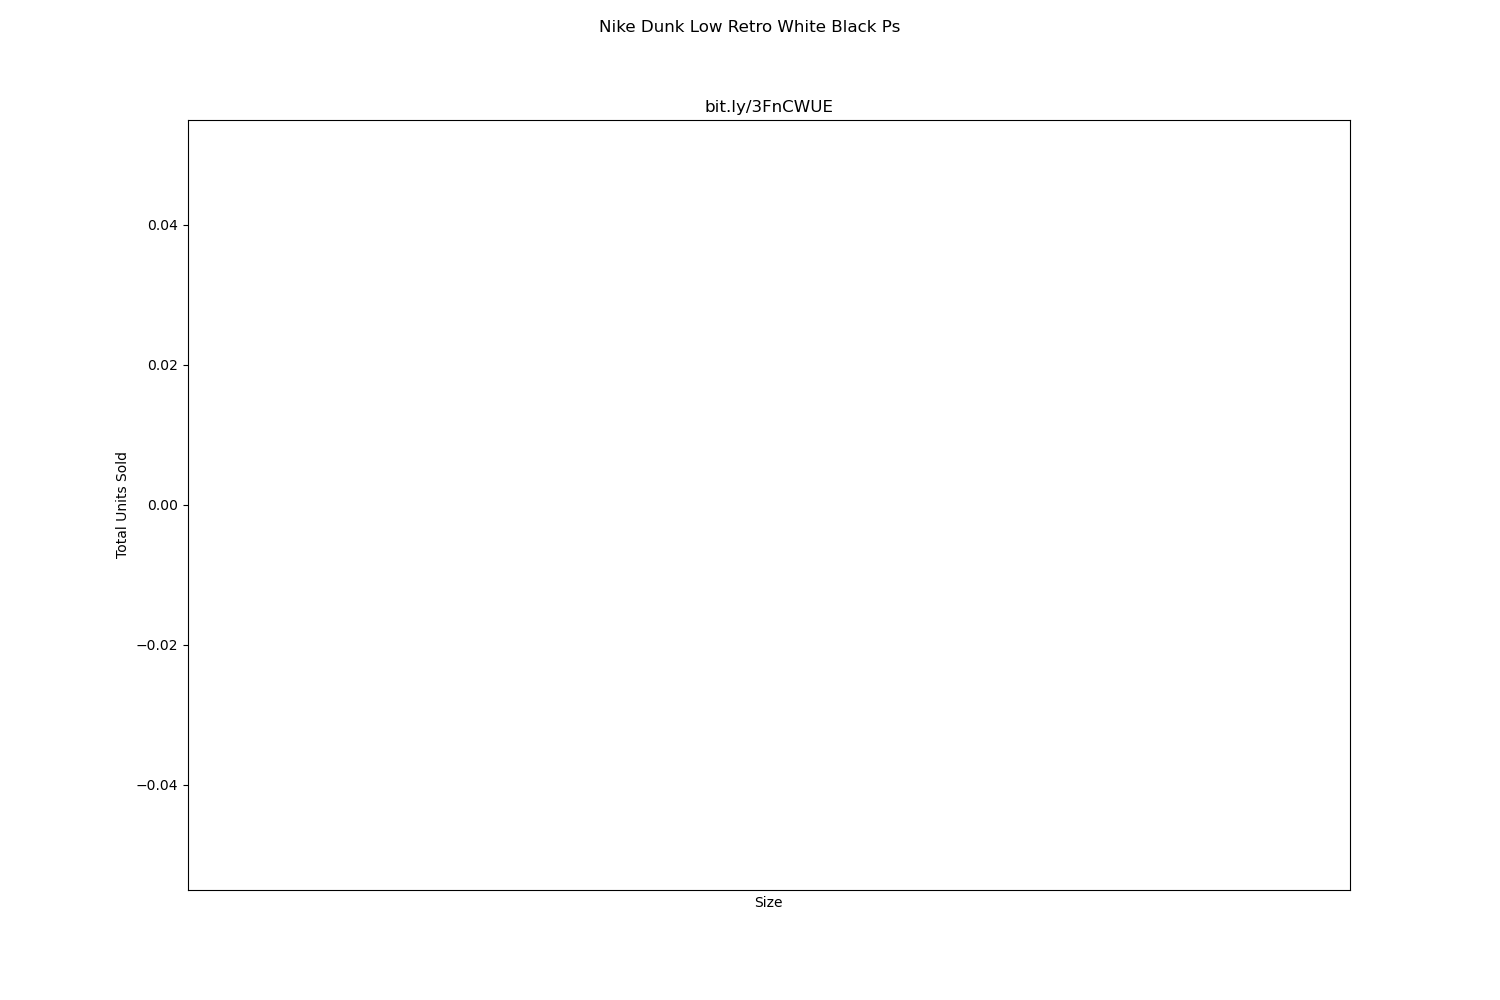 Nike Dunk Low Retro White Black Ps
bit.ly/3FnCWUE
0.04
0.02
0.00
−0.02
−0.04
Total Units Sold
Size